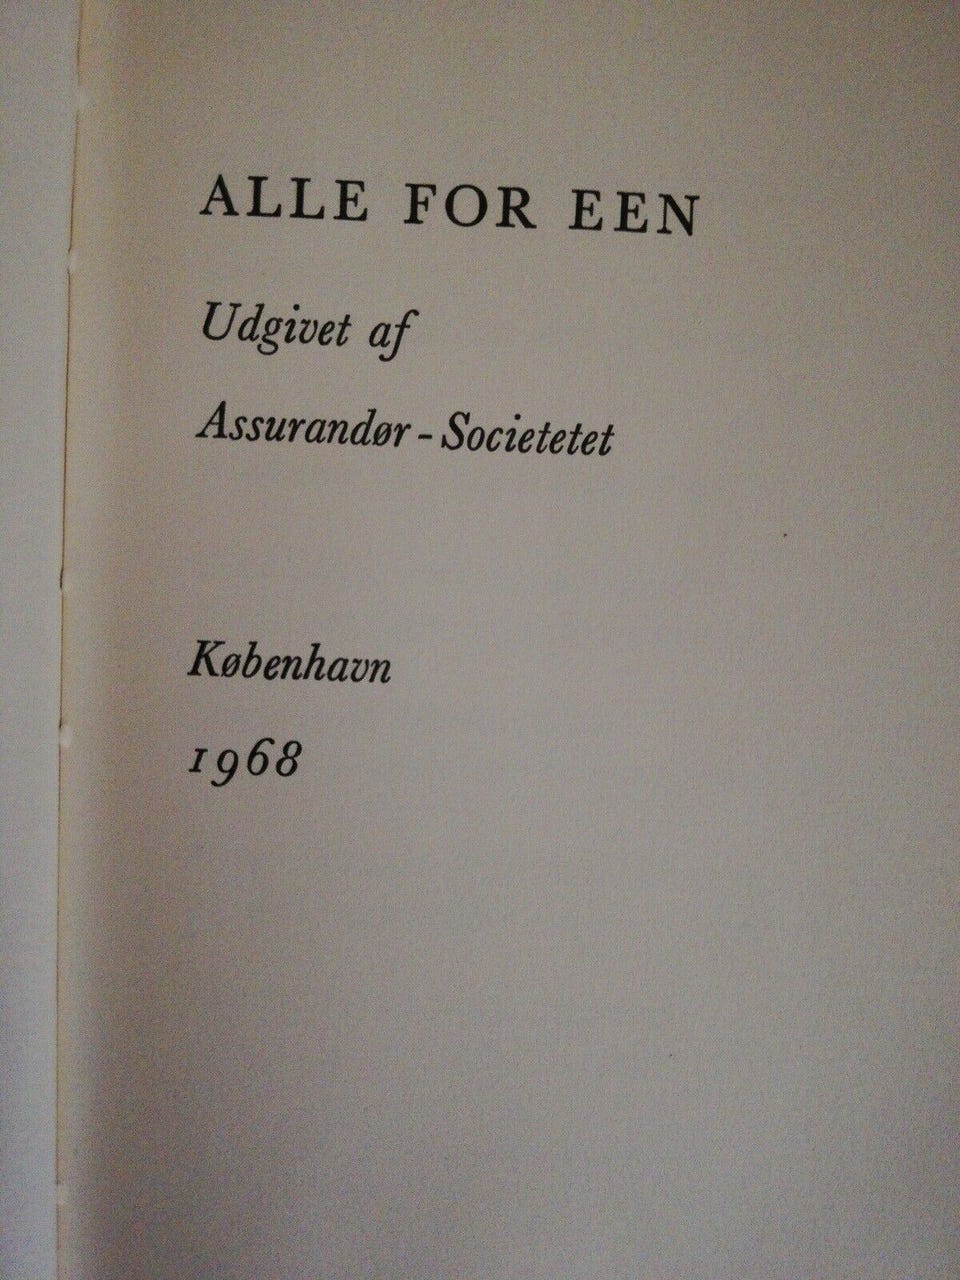 ALLE FOR EEN
Udgivet af
Assurandør-Societetet
København
1968